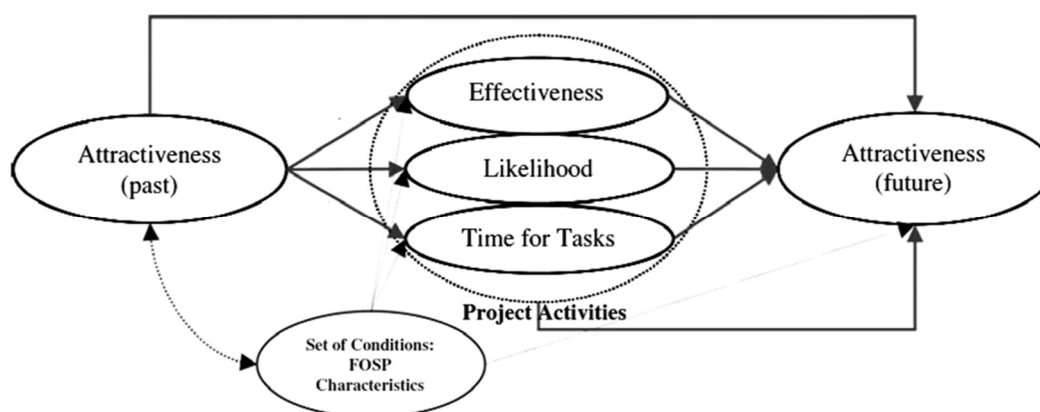 Effectiveness
Attractiveness
(past)
Likelihood
Attractiveness
(future)
Time for Tasks
Project Activities
Set of Conditions:
FOSP
Characteristics